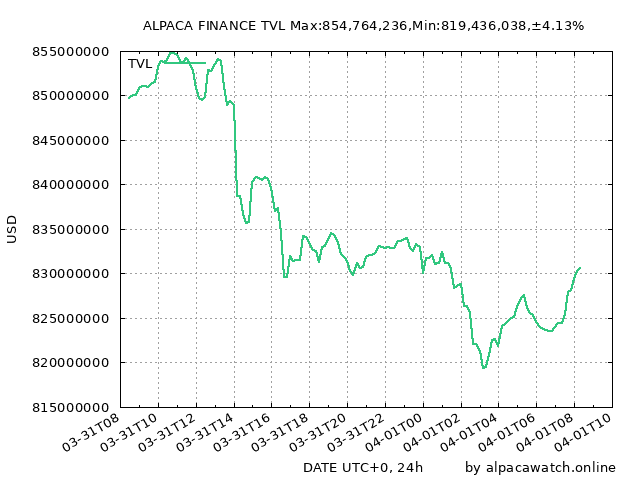 ALPACA FINANCE TVL Max:854,764,236,Min:819,436,038,±4.13%
855000000
TVL
850000000
845000000
840000000
835000000
USD
830000000
825000000
820000000
815000000
03-31T08
03-31T10
03-31T12
03-31T14
03-31T16
03-31T18
03-31T20
03-31T22
04-01T00
04-01T02
04-01T04
04-01T06
04-01T08
04-01T10
DATE UTC+0, 24h
by alpacawatch.online